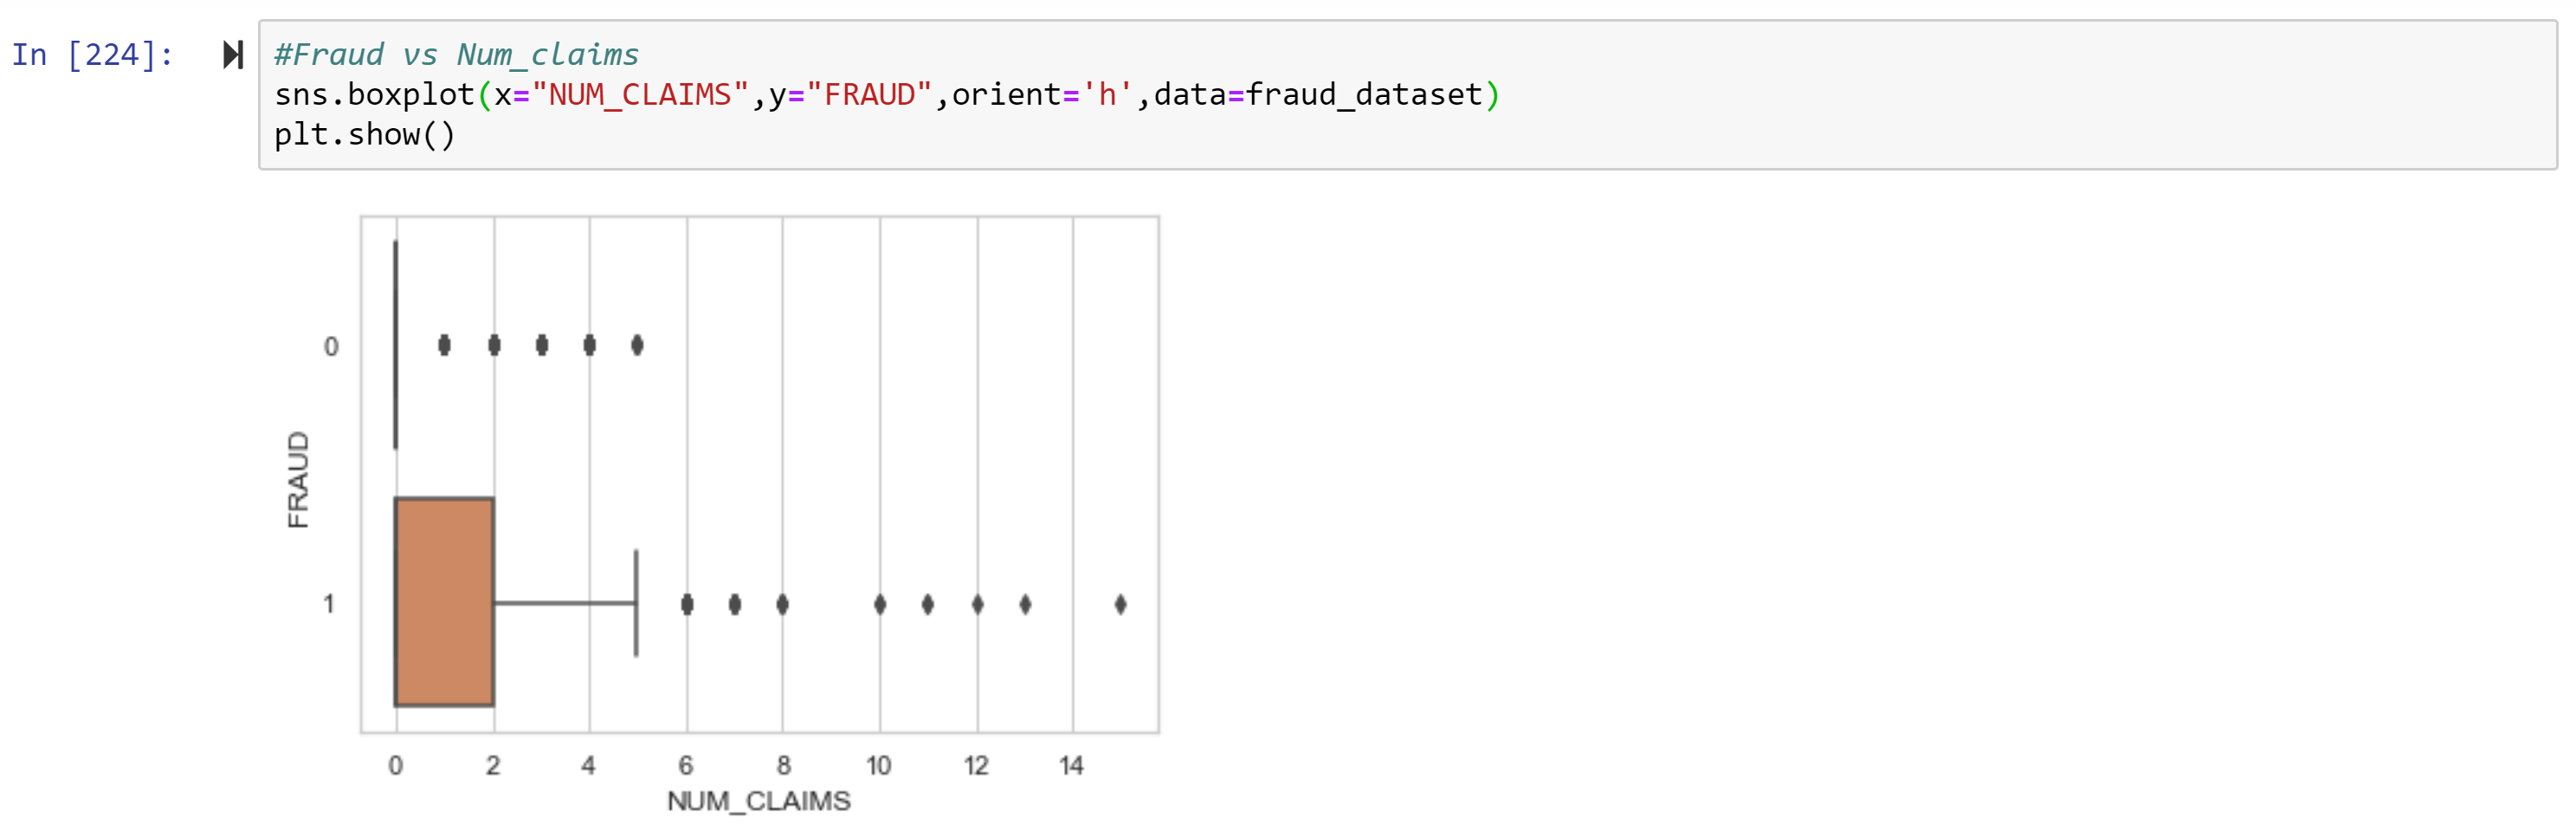 In [224]:
#Fraud vs Num_claims
sns.boxplot(x="NUM_CLAIMS",y="FRAUD",orient='h',data=fraud_dataset)
plt.show()
0
FRAUD
1
0 2 4 6 8 10 12 14
NUM_CLAIMS